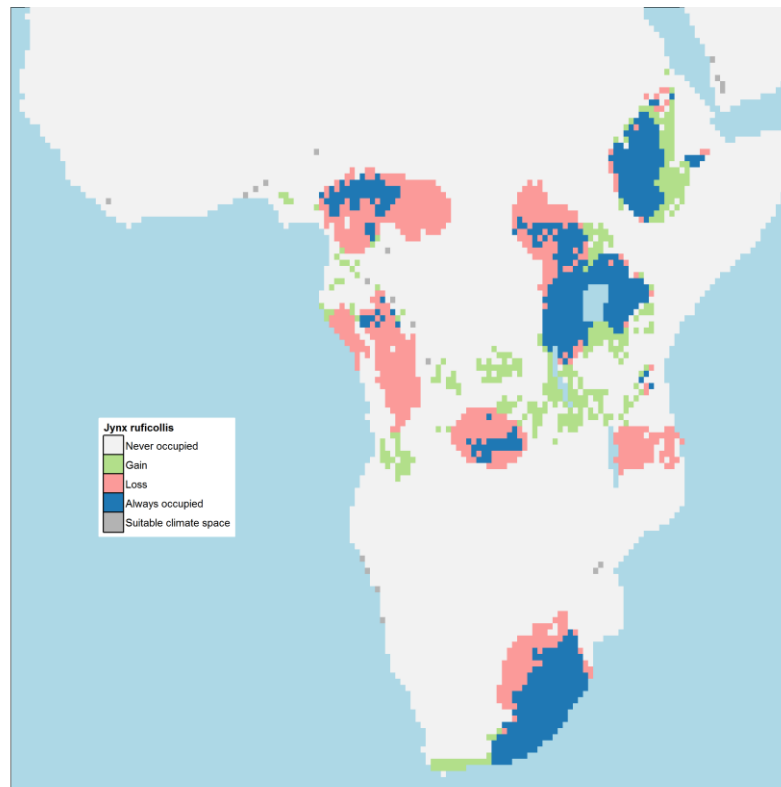 Jynx ruficollis
Never occupied
Gain
Loss
Always occupied
Suitable climate space